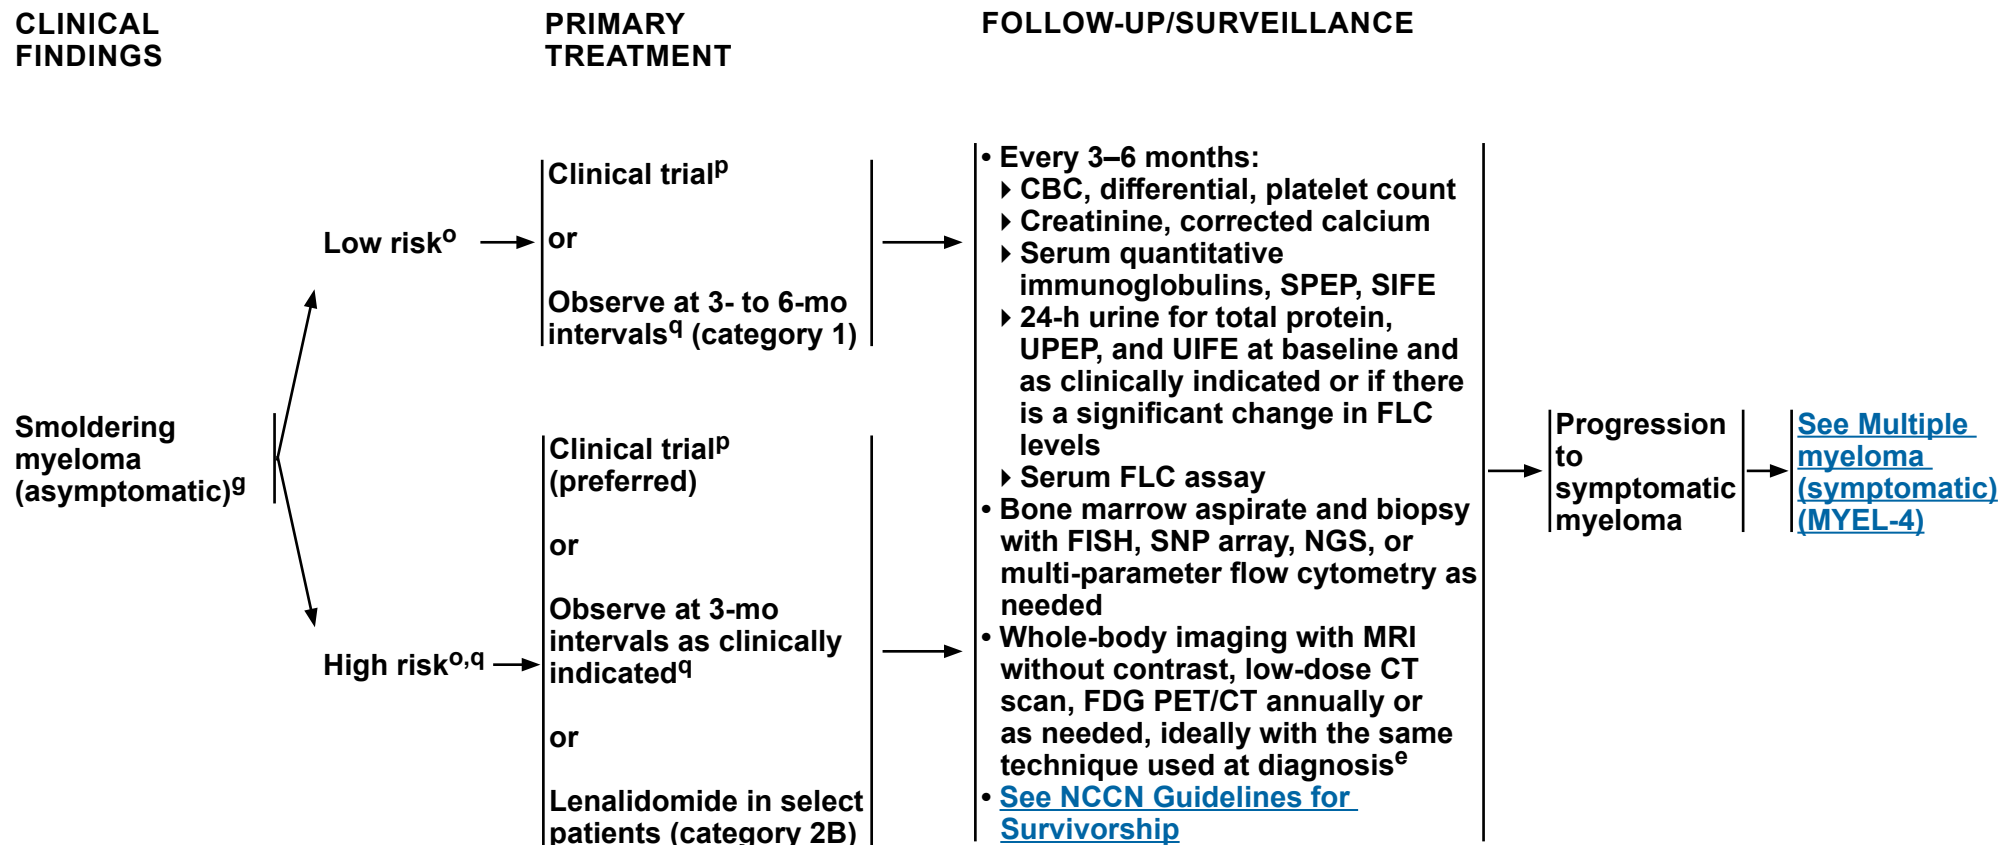 CLINICAL
FINDINGS
PRIMARY
TREATMENT
FOLLOW-UP/SURVEILLANCE
Smoldering
myeloma
(asymptomatic)g
Low risko
High risko,q
Clinical trialp
or
Observe at 3- to 6-mo
intervalsq (category 1)
Clinical trialp
(preferred)
or
Observe at 3-mo
intervals as clinically
indicatedq
or
Lenalidomide in select
patients (category 2B)
• Every 3–6 months:
▸ CBC, differential, platelet count
▸ Creatinine, corrected calcium
▸ Serum quantitative
immunoglobulins, SPEP, SIFE
▸ 24-h urine for total protein,
UPEP, and UIFE at baseline and
as clinically indicated or if there
is a significant change in FLC
levels
▸ Serum FLC assay
• Bone marrow aspirate and biopsy
with FISH, SNP array, NGS, or
multi-parameter flow cytometry as
needed
• Whole-body imaging with MRI
without contrast, low-dose CT
scan, FDG PET/CT annually or
as needed, ideally with the same
technique used at diagnosise
• See NCCN Guidelines for
Survivorship
Progression
to
symptomatic
myeloma
See Multiple
myeloma
(symptomatic)
(MYEL-4)